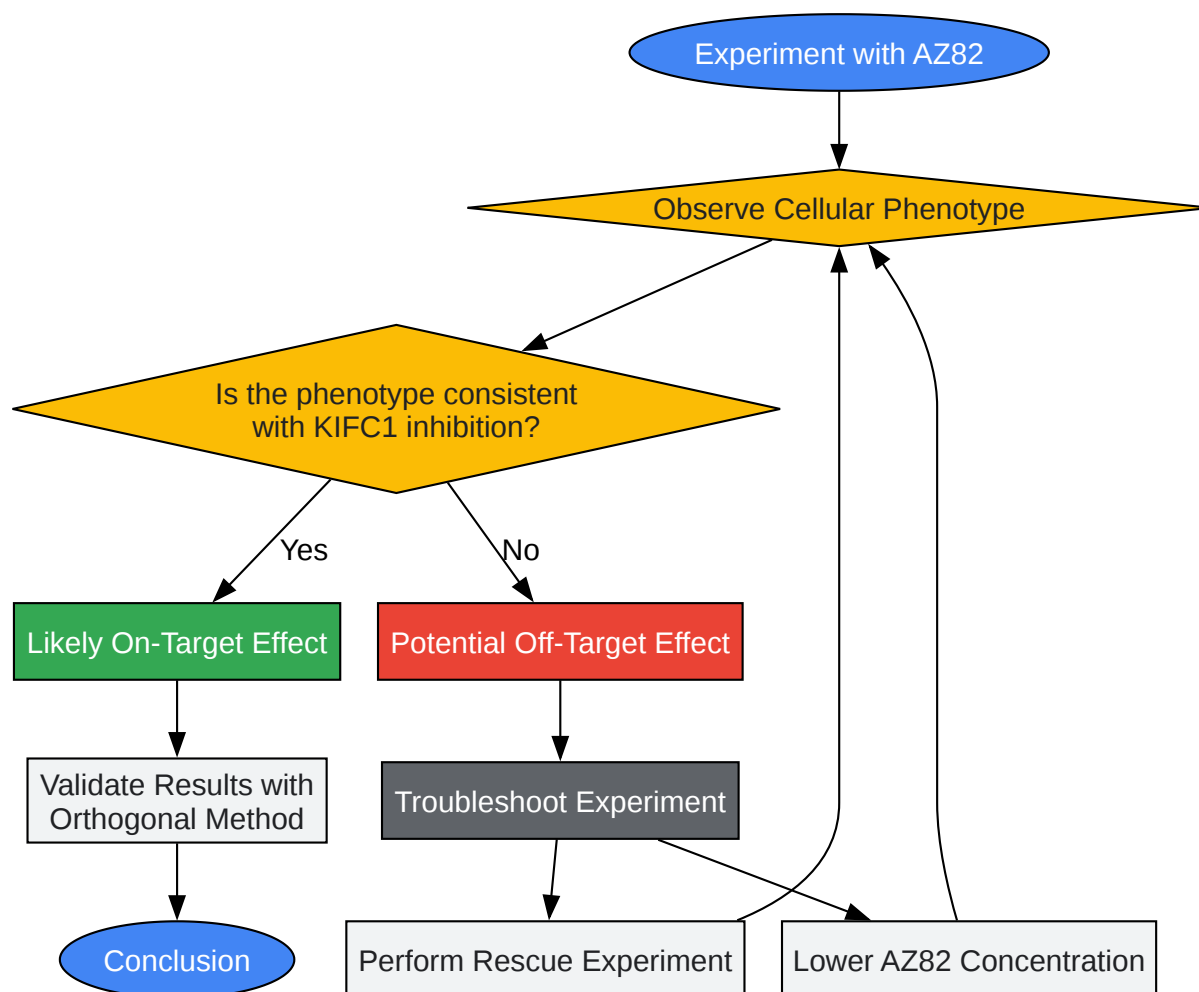 Experiment with AZ82
Observe Cellular Phenotype
Is the phenotype consistent
with KIFC1 inhibition?
Yes
No
Likely On-Target Effect
Potential Off-Target Effect
Validate Results with
Orthogonal Method
Troubleshoot Experiment
Conclusion
Perform Rescue Experiment
Lower AZ82 Concentration